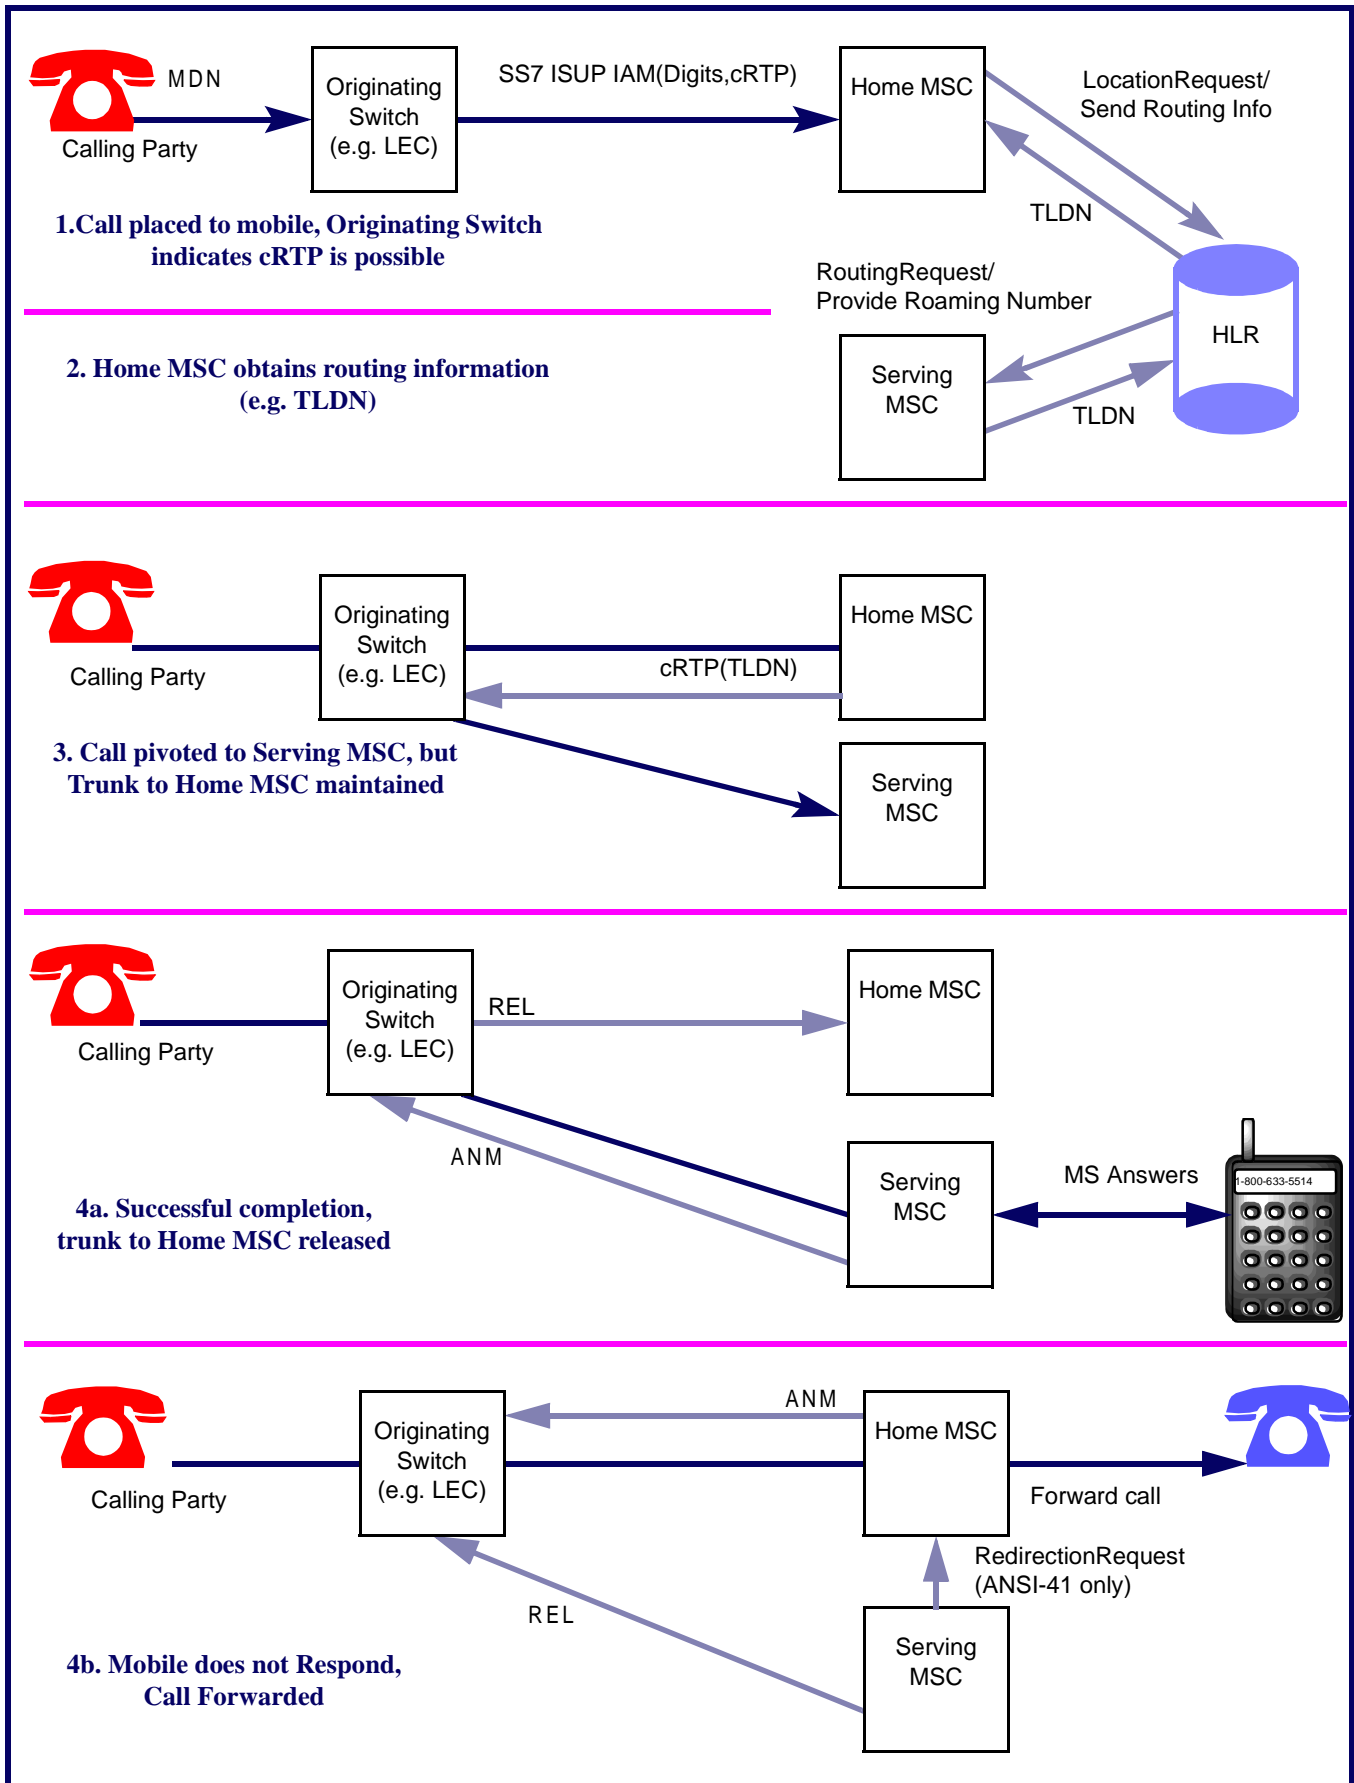 MDN
Calling Party
Originating
Switch
(e.g. LEC)
SS7 ISUP IAM(Digits,cRTP)
Home MSC
LocationRequest/
Send Routing Info
TLDN
1.Call placed to mobile, Originating Switch
indicates cRTP is possible
RoutingRequest/
Provide Roaming Number
HLR
2. Home MSC obtains routing information
(e.g. TLDN)
Serving
MSC
TLDN
Calling Party
Originating
Switch
(e.g. LEC)
Home MSC
cRTP(TLDN)
3. Call pivoted to Serving MSC, but
Trunk to Home MSC maintained
Serving
MSC
Calling Party
Originating
Switch
(e.g. LEC)
REL
Home MSC
ANM
4a. Successful completion,
trunk to Home MSC released
Serving
MSC
MS Answers
1-800-633-5514
Calling Party
Originating
Switch
(e.g. LEC)
ANM
Home MSC
Forward call
RedirectionRequest
(ANSI-41 only)
REL
4b. Mobile does not Respond,
Call Forwarded
Serving
MSC